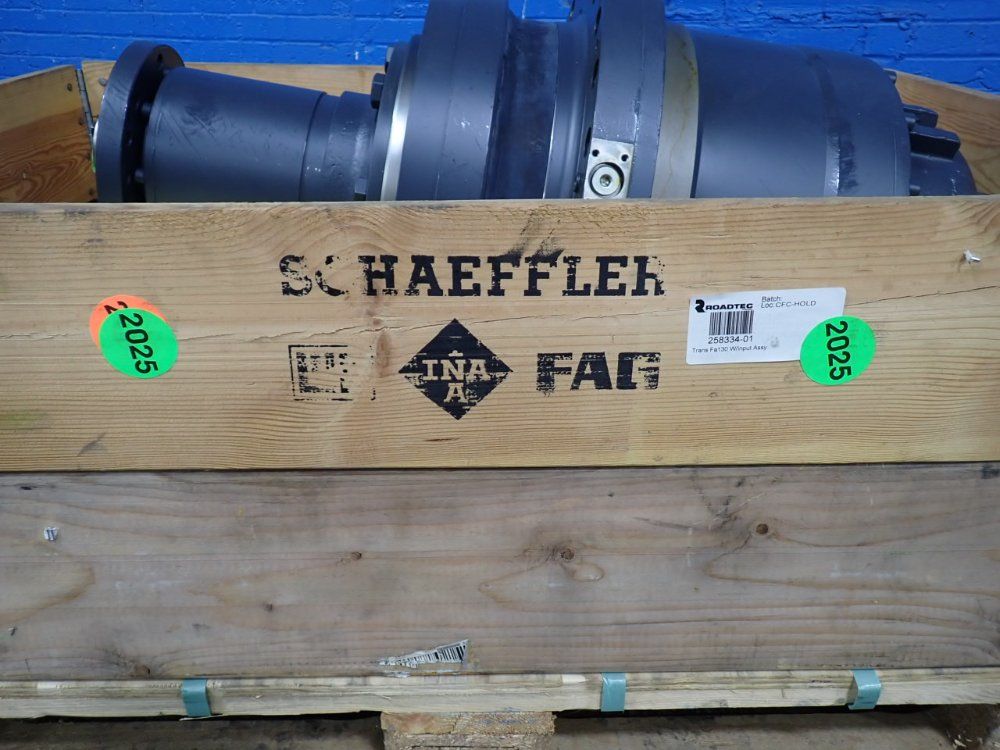 SCHAEFFLER
INA
FAG
ROADTEC
Batch:
Loc:CFC-HOLD
258334-01
Trans Fa130 W/Input Assy
2025
2025